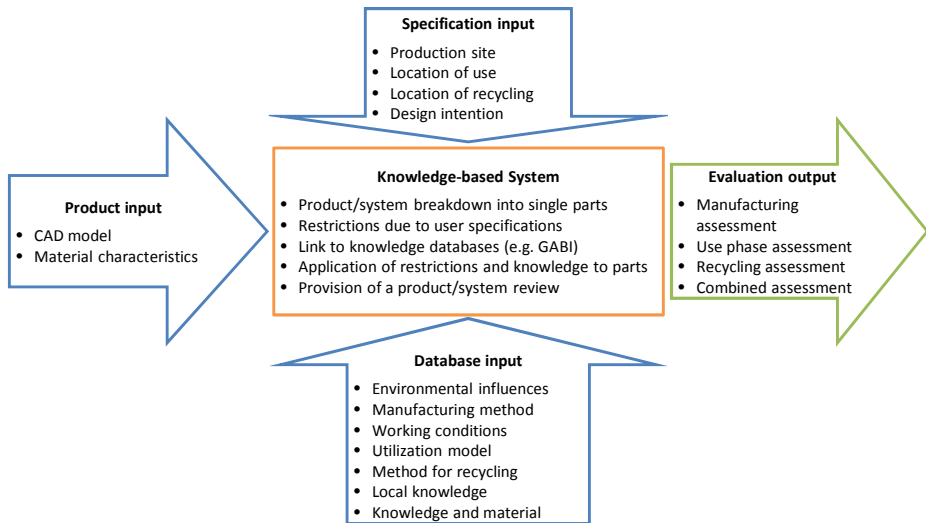 Specification input
• Production site
• Location of use
• Location of recycling
• Design intention
Product input
• CAD model
• Material characteristics
Knowledge-based System
• Product/system breakdown into single parts
• Restrictions due to user specifications
• Link to knowledge databases (e.g. GABI)
• Application of restrictions and knowledge to parts
• Provision of a product/system review
Evaluation output
• Manufacturing
assessment
• Use phase assessment
• Recycling assessment
• Combined assessment
Database input
• Environmental influences
• Manufacturing method
• Working conditions
• Utilization model
• Method for recycling
• Local knowledge
• Knowledge and material